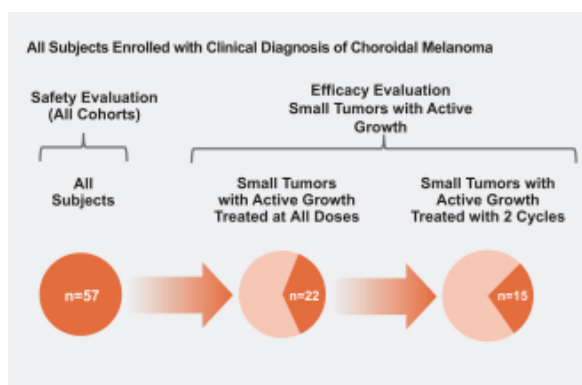 All Subjects Enrolled with Clinical Diagnosis of Choroidal Melanoma
Safety Evaluation
(All Cohorts)
Efficacy Evaluation
Small Tumors with Active
Growth
All
Subjects
Small Tumors
with Active Growth
Treated at All Doses
Small Tumors with
Active Growth
Treated with 2 Cycles
n=57
n=22
n=15